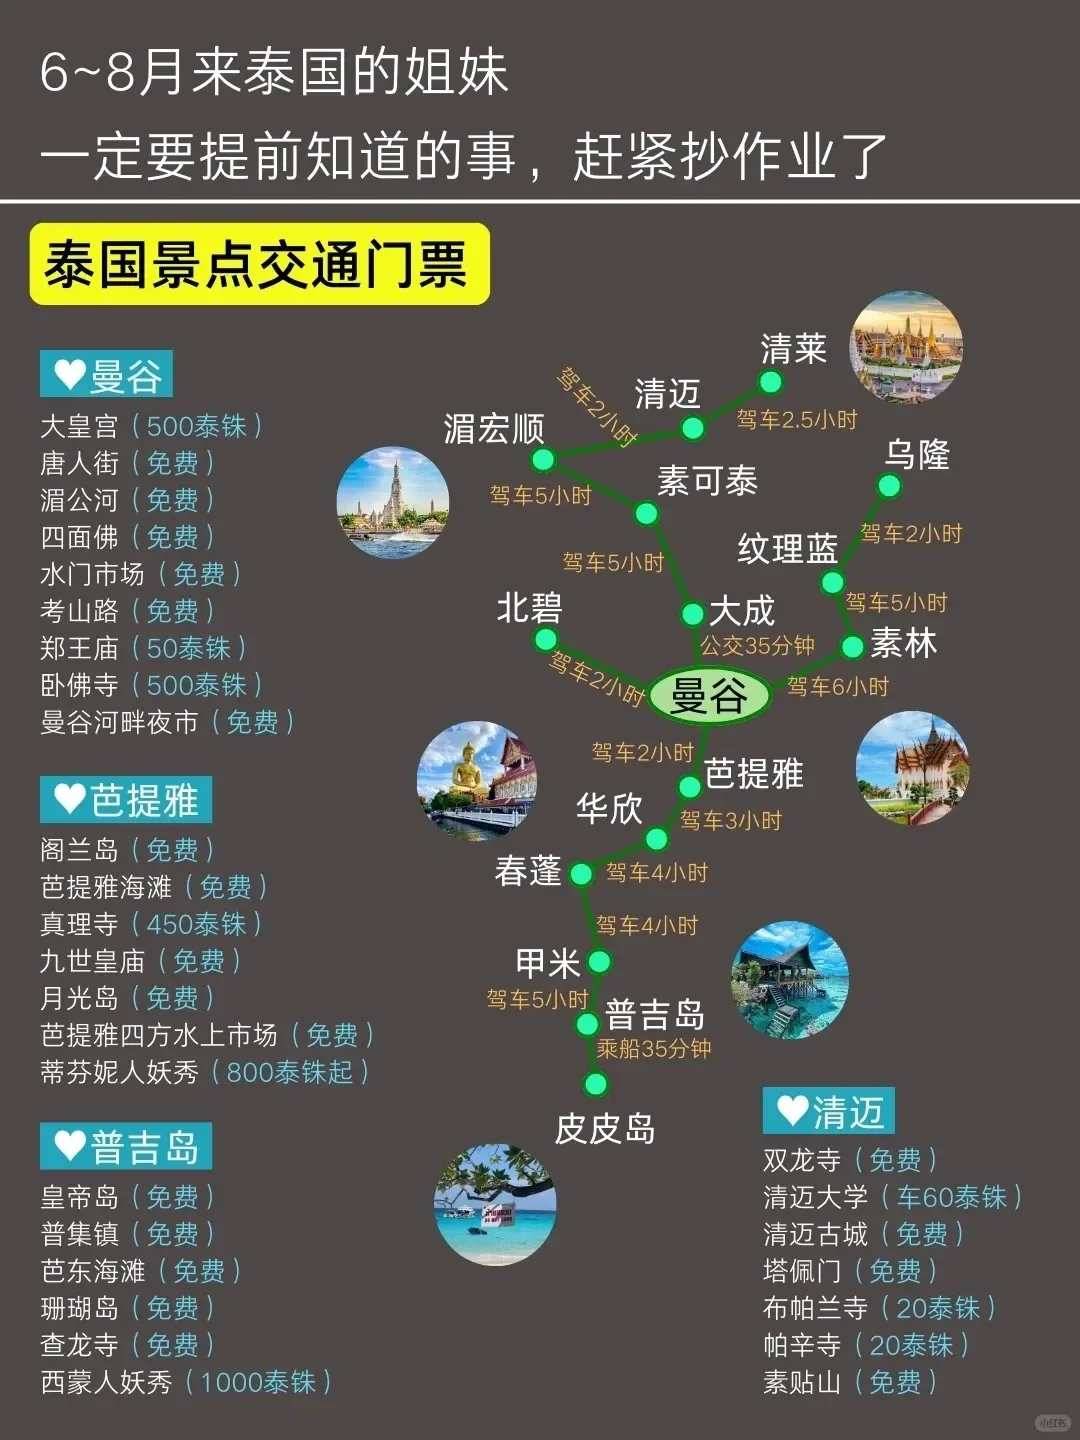 6~8月来泰国的姐妹
一定要提前知道的事，赶紧抄作业了
泰国景点交通门票
♥曼谷
大皇宫（500泰铢）
唐人街（免费）
湄公河（免费）
四面佛（免费）
水门市场（免费）
考山路（免费）
郑王庙（50泰铢）
卧佛寺（500泰铢）
曼谷河畔夜市（免费）
♥芭提雅
阁兰岛（免费）
芭提雅海滩（免费）
真理寺（450泰铢）
九世皇庙（免费）
月光岛（免费）
芭提雅四方水上市场（免费）
蒂芬妮人妖秀（800泰铢起）
♥普吉岛
皇帝岛（免费）
普集镇（免费）
芭东海滩（免费）
珊瑚岛（免费）
查龙寺（免费）
西蒙人妖秀（1000泰铢）
清莱
驾车2.5小时
清迈
驾车2小时
湄宏顺
驾车5小时
素可泰
驾车5小时
大成
公交35分钟
乌隆
驾车2小时
纹理蓝
驾车5小时
素林
驾车6小时
北碧
驾车2小时
曼谷
驾车2小时
芭提雅
驾车3小时
华欣
驾车4小时
春蓬
驾车4小时
甲米
驾车5小时
普吉岛
乘船35分钟
皮皮岛
♥清迈
双龙寺（免费）
清迈大学（车60泰铢）
清迈古城（免费）
塔佩门（免费）
布帕兰寺（20泰铢）
帕辛寺（20泰铢）
素贴山（免费）
小红书